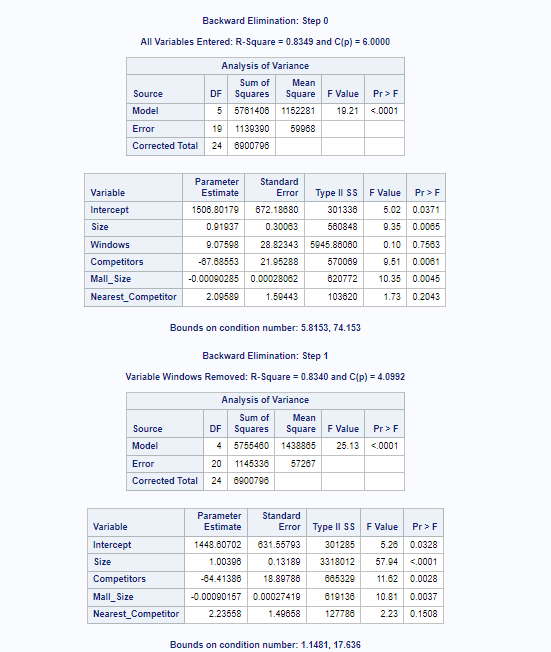 Backward Elimination: Step 0
All Variables Entered: R-Square = 0.8349 and C(p) = 6.0000
Analysis of Variance
Source DF Sum of Squares Mean Square F Value Pr > F
Model 5 5761406 1152281 19.21 <.0001
Error 19 1139390 59968
Corrected Total 24 6900796
Variable Parameter Estimate Standard Error Type II SS F Value Pr > F
Intercept 1506.80179 672.18680 301336 5.02 0.0371
Size 0.91937 0.30063 560848 9.35 0.0065
Windows 9.07598 28.82343 5945.86060 0.10 0.7563
Competitors -67.68553 21.95288 570069 9.51 0.0061
Mall_Size -0.00090285 0.00028062 620772 10.35 0.0045
Nearest_Competitor 2.09589 1.59443 103620 1.73 0.2043
Bounds on condition number: 5.8153, 74.153
Backward Elimination: Step 1
Variable Windows Removed: R-Square = 0.8340 and C(p) = 4.0992
Analysis of Variance
Source DF Sum of Squares Mean Square F Value Pr > F
Model 4 5755460 1438865 25.13 <.0001
Error 20 1145336 57267
Corrected Total 24 6900796
Variable Parameter Estimate Standard Error Type II SS F Value Pr > F
Intercept 1448.60702 631.55793 301285 5.26 0.0328
Size 1.00396 0.13189 3318012 57.94 <.0001
Competitors -64.41386 18.89786 665329 11.62 0.0028
Mall_Size -0.00090157 0.00027419 619136 10.81 0.0037
Nearest_Competitor 2.23558 1.49658 127786 2.23 0.1508
Bounds on condition number: 1.1481, 17.636